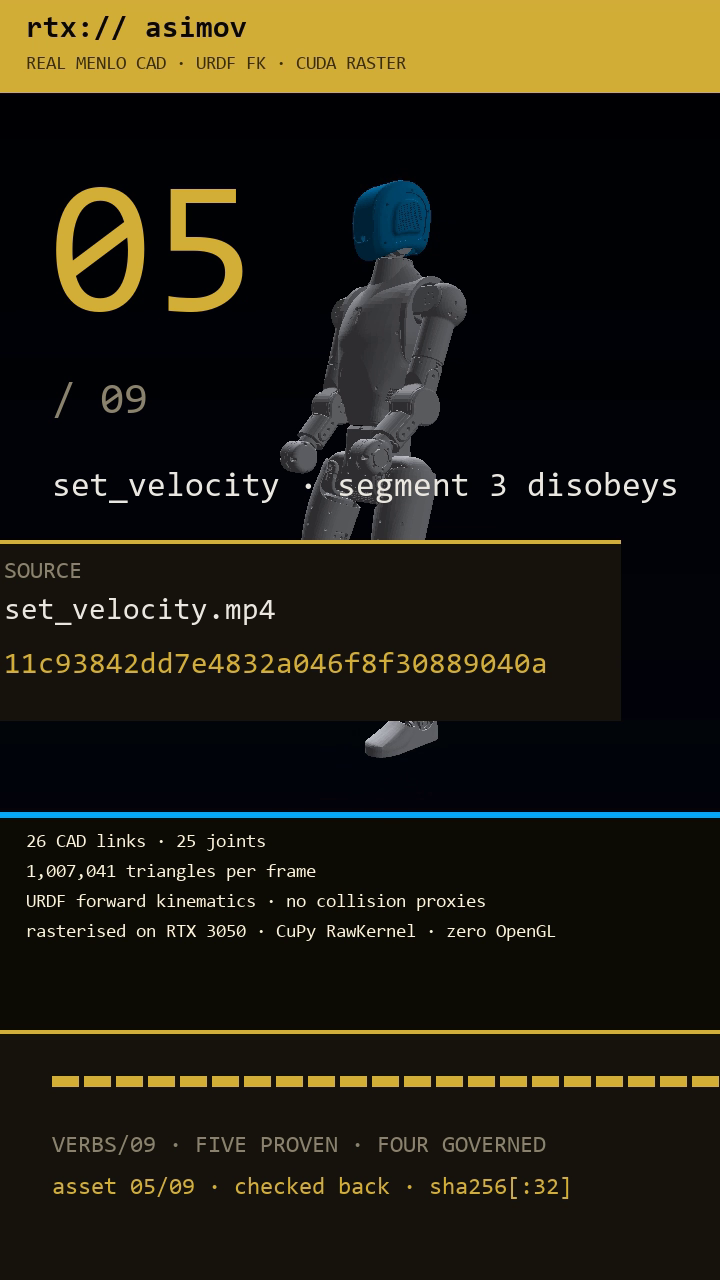 rtx:// asimov
REAL MENLO CAD · URDF FK · CUDA RASTER
05
/ 09
set_velocity · segment 3 disobeys
SOURCE
set_velocity.mp4
11c93842dd7e4832a046f8f30889040a
26 CAD links · 25 joints
1,007,041 triangles per frame
URDF forward kinematics · no collision proxies
rasterised on RTX 3050 · CuPy RawKernel · zero OpenGL
VERBS/09 · FIVE PROVEN · FOUR GOVERNED
asset 05/09 · checked back · sha256[:32]